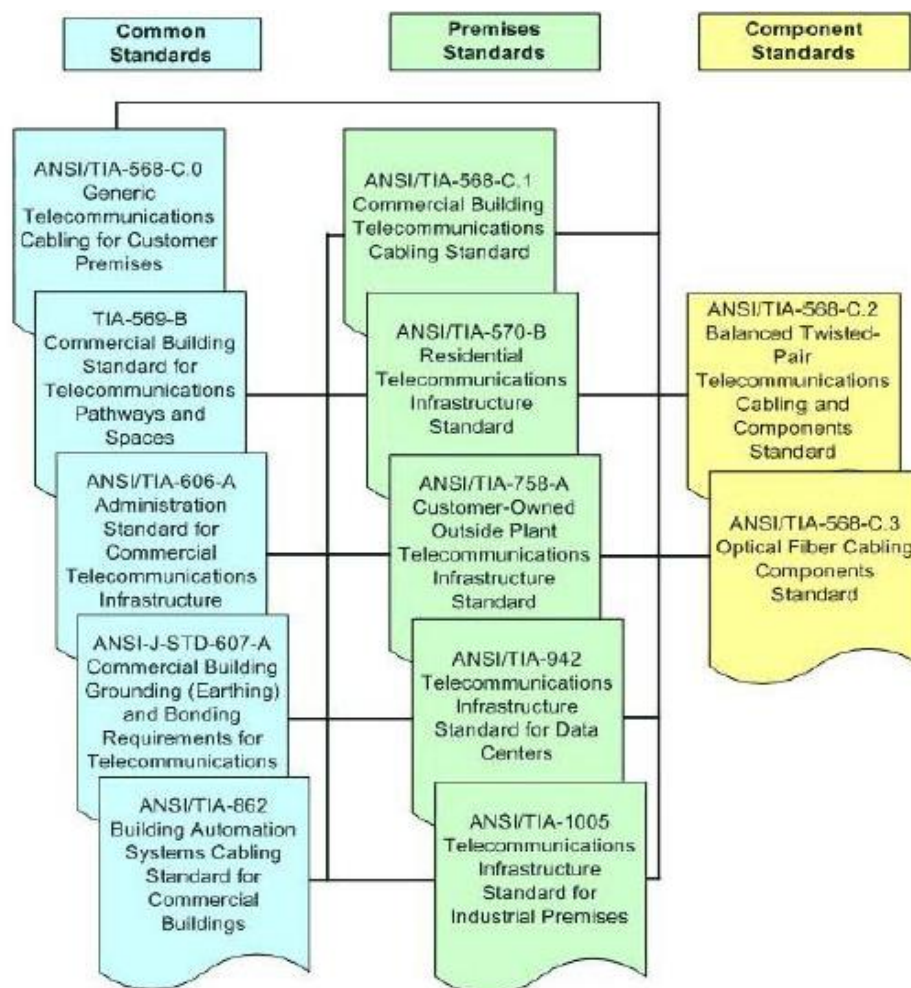 Common
Standards
Premises
Standards
Component
Standards
ANSI/TIA-568-C.0
Generic
Telecommunications
Cabling for Customer
Premises
TIA-569-B
Commercial Building
Standard for
Telecommunications
Pathways and
Spaces
ANSI/TIA-606-A
Administration
Standard for
Commercial
Telecommunications
Infrastructure
ANSI-J-STD-607-A
Commercial Building
Grounding (Earthing)
and Bonding
Requirements for
Telecommunications
ANSI/TIA-862
Building Automation
Systems Cabling
Standard for
Commercial
Buildings
ANSI/TIA-568-C.1
Commercial Building
Telecommunications
Cabling Standard
ANSI/TIA-570-B
Residential
Telecommunications
Infrastructure
Standard
ANSI/TIA-758-A
Customer-Owned
Outside Plant
Telecommunications
Infrastructure
Standard
ANSI/TIA-942
Telecommunications
Infrastructure
Standard for Data
Centers
ANSI/TIA-1005
Telecommunications
Infrastructure
Standard for
Industrial Premises
ANSI/TIA-568-C.2
Balanced Twisted-
Pair
Telecommunications
Cabling and
Components
Standard
ANSI/TIA-568-C.3
Optical Fiber Cabling
Components
Standard